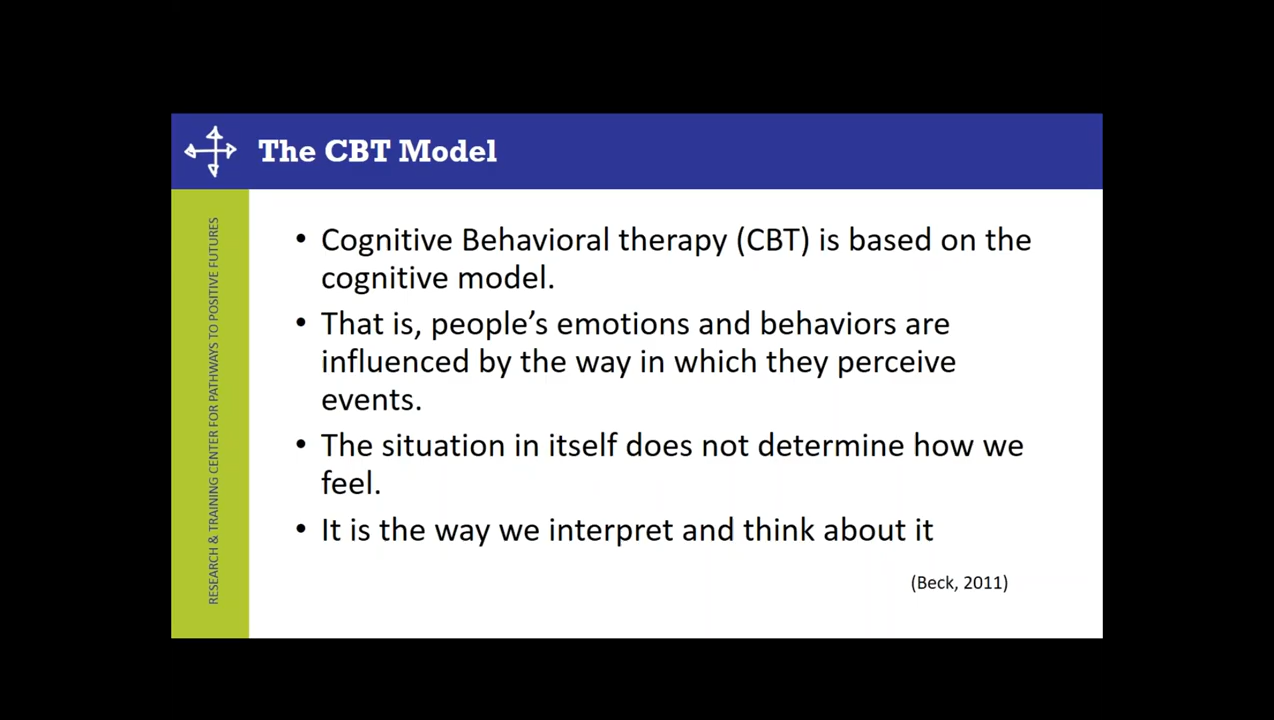 The CBT Model
RESEARCH & TRAINING CENTER FOR PATHWAYS TO POSITIVE FUTURES
• Cognitive Behavioral therapy (CBT) is based on the
cognitive model.
• That is, people’s emotions and behaviors are
influenced by the way in which they perceive
events.
• The situation in itself does not determine how we
feel.
• It is the way we interpret and think about it
(Beck, 2011)